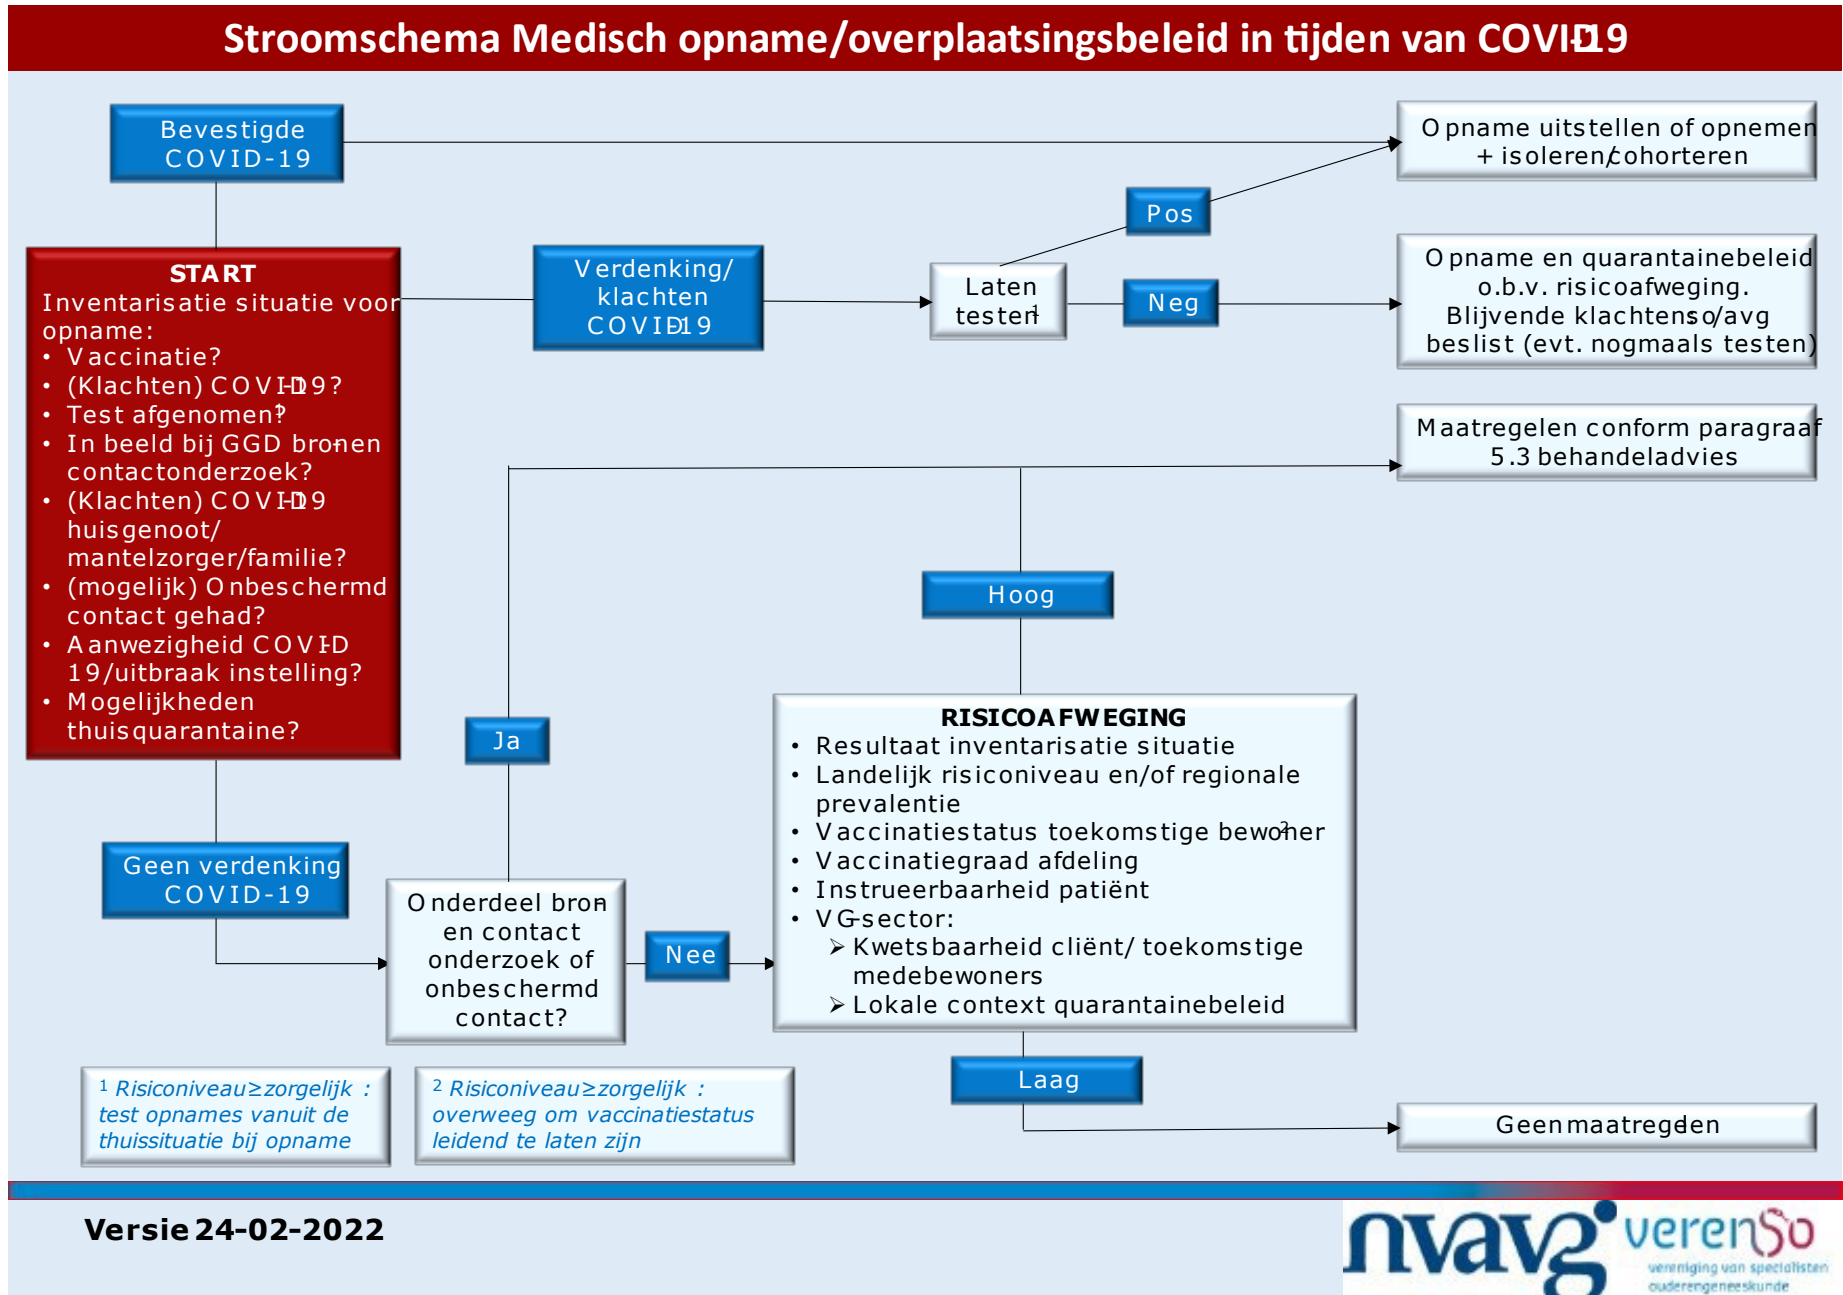 Stroomschema Medisch opname/overplaatsingsbeleid in tijden van COVID-19
Bevestigde
COVID-19
Opname uitstellen of opnemen
+ isoleren/cohorteren
Pos
START
Inventarisatie situatie voor
opname:
• Vaccinatie?
• (Klachten) COVID-19?
• Test afgenomen¹?
• In beeld bij GGD bron- en
contactonderzoek?
• (Klachten) COVID-19
huisgenoot/
mantelzorger/familie?
• (mogelijk) Onbeschermd
contact gehad?
• Aanwezigheid COVID-
19/uitbraak instelling?
• Mogelijkheden
thuisquarantaine?
Verdenking/
klachten
COVID-19
Laten
testen¹
Neg
Opname en quarantainebeleid
o.b.v. risicoafweging.
Blijvende klachten: so/avg
beslist (evt. nogmaals testen)
Maatregelen conform paragraaf
5.3 behandeladvies
Hoog
Ja
RISICOAFWEGING
• Resultaat inventarisatie situatie
• Landelijk risiconiveau en/of regionale
prevalentie
• Vaccinatiestatus toekomstige bewoner²
• Vaccinatiegraad afdeling
• Instrueerbaarheid patiënt
• VG-sector:
➢ Kwetsbaarheid cliënt/ toekomstige
medebewoners
➢ Lokale context quarantainebeleid
Geen verdenking
COVID-19
Onderdeel bron-
en contact
onderzoek of
onbeschermd
contact?
Nee
Laag
Geen maatregelen
¹ Risiconiveau ≥ zorgelijk :
test opnames vanuit de
thuissituatie bij opname
² Risiconiveau ≥ zorgelijk :
overweeg om vaccinatiestatus
leidend te laten zijn
Versie 24-02-2022
nvavg
verenso
vereniging van specialisten
ouderengeneeskunde